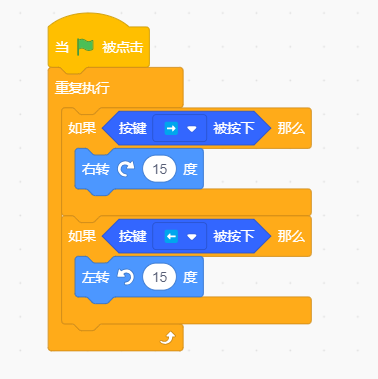 当 被点击
重复执行
如果 按键 → 被按下 那么
右转 15 度
如果 按键 ← 被按下 那么
左转 15 度